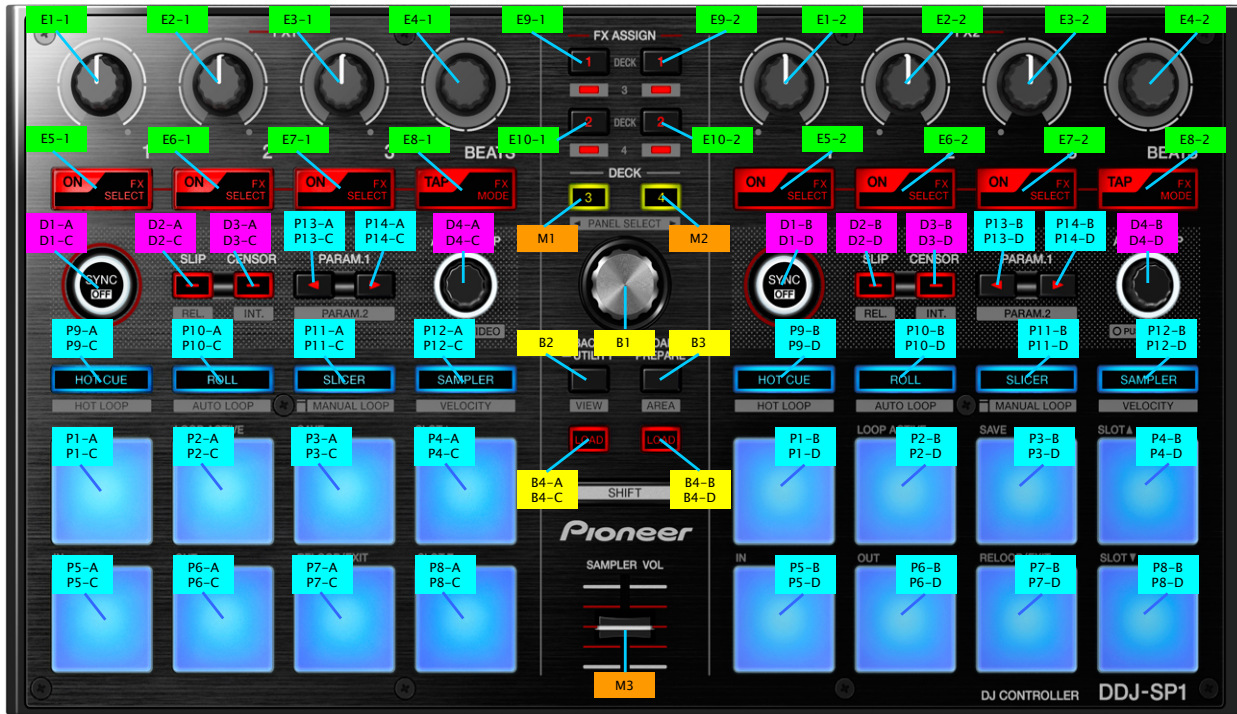 E1-1 E2-1 E3-1 E4-1 E9-1 E9-2 E1-2 E2-2 E3-2 E4-2
FX ASSIGN
FX2
1 DECK 1
3
2 DECK 2
4
E5-1 E6-1 E7-1 E8-1 E10-1 E10-2 E5-2 E6-2 E7-2 E8-2
1 2 3 BEATS
DECK
3 4
ON FX SELECT ON FX SELECT ON FX SELECT TAP FX MODE
ON FX SELECT ON FX SELECT ON FX SELECT TAP FX MODE
◄ PANEL SELECT ►
M1 M2
D1-A D2-A D3-A P13-A P14-A D4-A D1-B D2-B D3-B P13-B P14-B D4-B
D1-C D2-C D3-C P13-C P14-C D4-C D1-D D2-D D3-D P13-D P14-D D4-D
SLIP CENSOR PARAM.1 SLIP CENSOR PARAM.1
SYNC OFF SYNC OFF
REL. INT. PARAM.2 REL. INT. PARAM.2
P9-A P10-A P11-A P12-A B2 B1 B3 P9-B P10-B P11-B P12-B
P9-C P10-C P11-C P12-C P9-D P10-D P11-D P12-D
UTILITY PREPARE
HOT CUE ROLL SLICER SAMPLER HOT CUE ROLL SLICER SAMPLER
HOT LOOP AUTO LOOP MANUAL LOOP VELOCITY VIEW AREA HOT LOOP AUTO LOOP MANUAL LOOP VELOCITY
LOOP ACTIVE SAVE SLOT▲
P1-A P2-A P3-A P4-A LOAD LOAD P1-B P2-B P3-B P4-B
P1-C P2-C P3-C P4-C P1-D P2-D P3-D P4-D
B4-A B4-B
B4-C B4-D
SHIFT
Pioneer
IN OUT RELOOP/EXIT SLOT▼
SAMPLER VOL
P5-A P6-A P7-A P8-A P5-B P6-B P7-B P8-B
P5-C P6-C P7-C P8-C P5-D P6-D P7-D P8-D
M3
DJ CONTROLLER DDJ-SP1